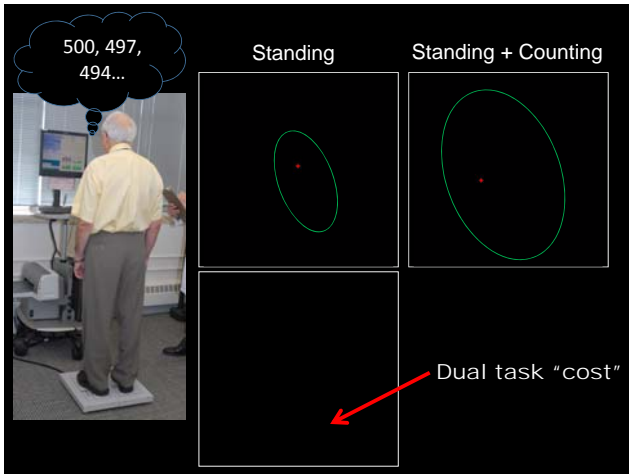 500, 497,
494…
Standing
Standing + Counting
Dual task “cost”